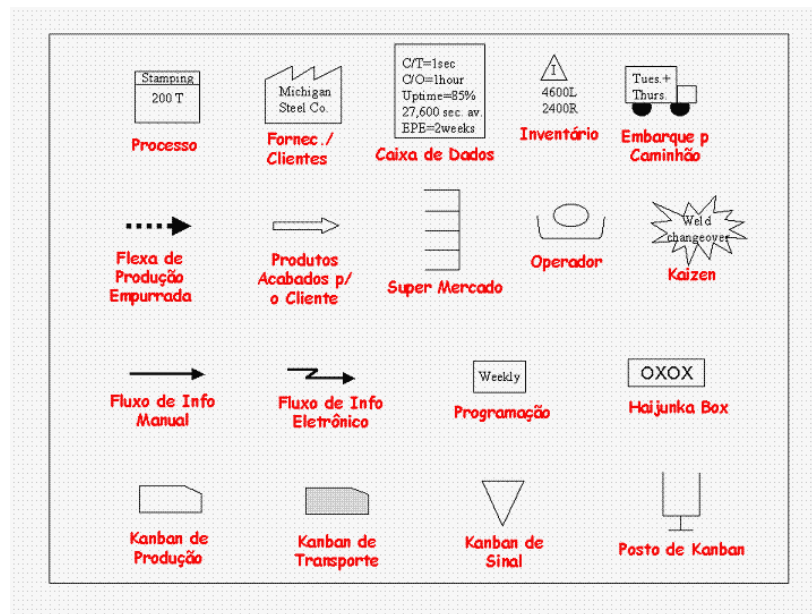 Stamping
200 T
Processo
Michigan
Steel Co.
Fornec./
Clientes
C/T=1sec
C/O=1hour
Uptime=85%
27,600 sec. av.
EPE=2weeks
Caixa de Dados
I
4600L
2400R
Inventário
Tues.+
Thurs.
Embarque p
Caminhão
Flexa de
Produção
Empurrada
Produtos
Acabados p/
o Cliente
Super Mercado
Operador
Weld
changeover
Kaizen
Fluxo de Info
Manual
Fluxo de Info
Eletrônico
Weekly
Programação
OXOX
Haijunka Box
Kanban de
Produção
Kanban de
Transporte
Kanban de
Sinal
Posto de Kanban